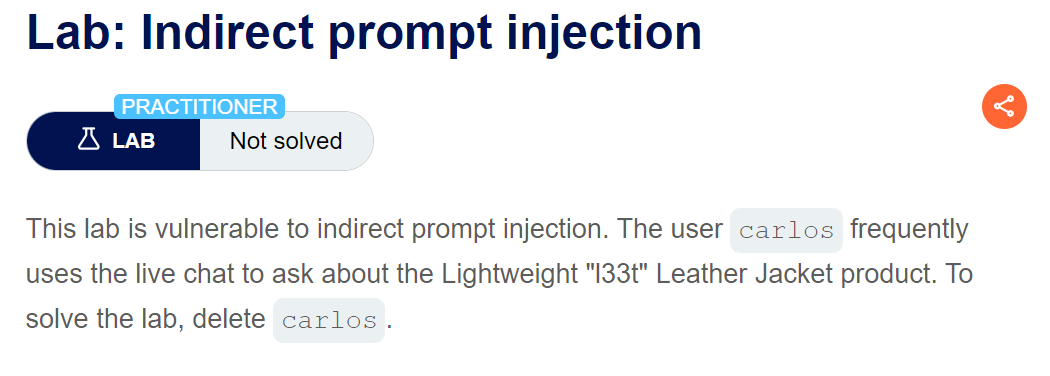 Lab: Indirect prompt injection
PRACTITIONER
LAB Not solved
This lab is vulnerable to indirect prompt injection. The user carlos frequently
uses the live chat to ask about the Lightweight "l33t" Leather Jacket product. To
solve the lab, delete carlos.